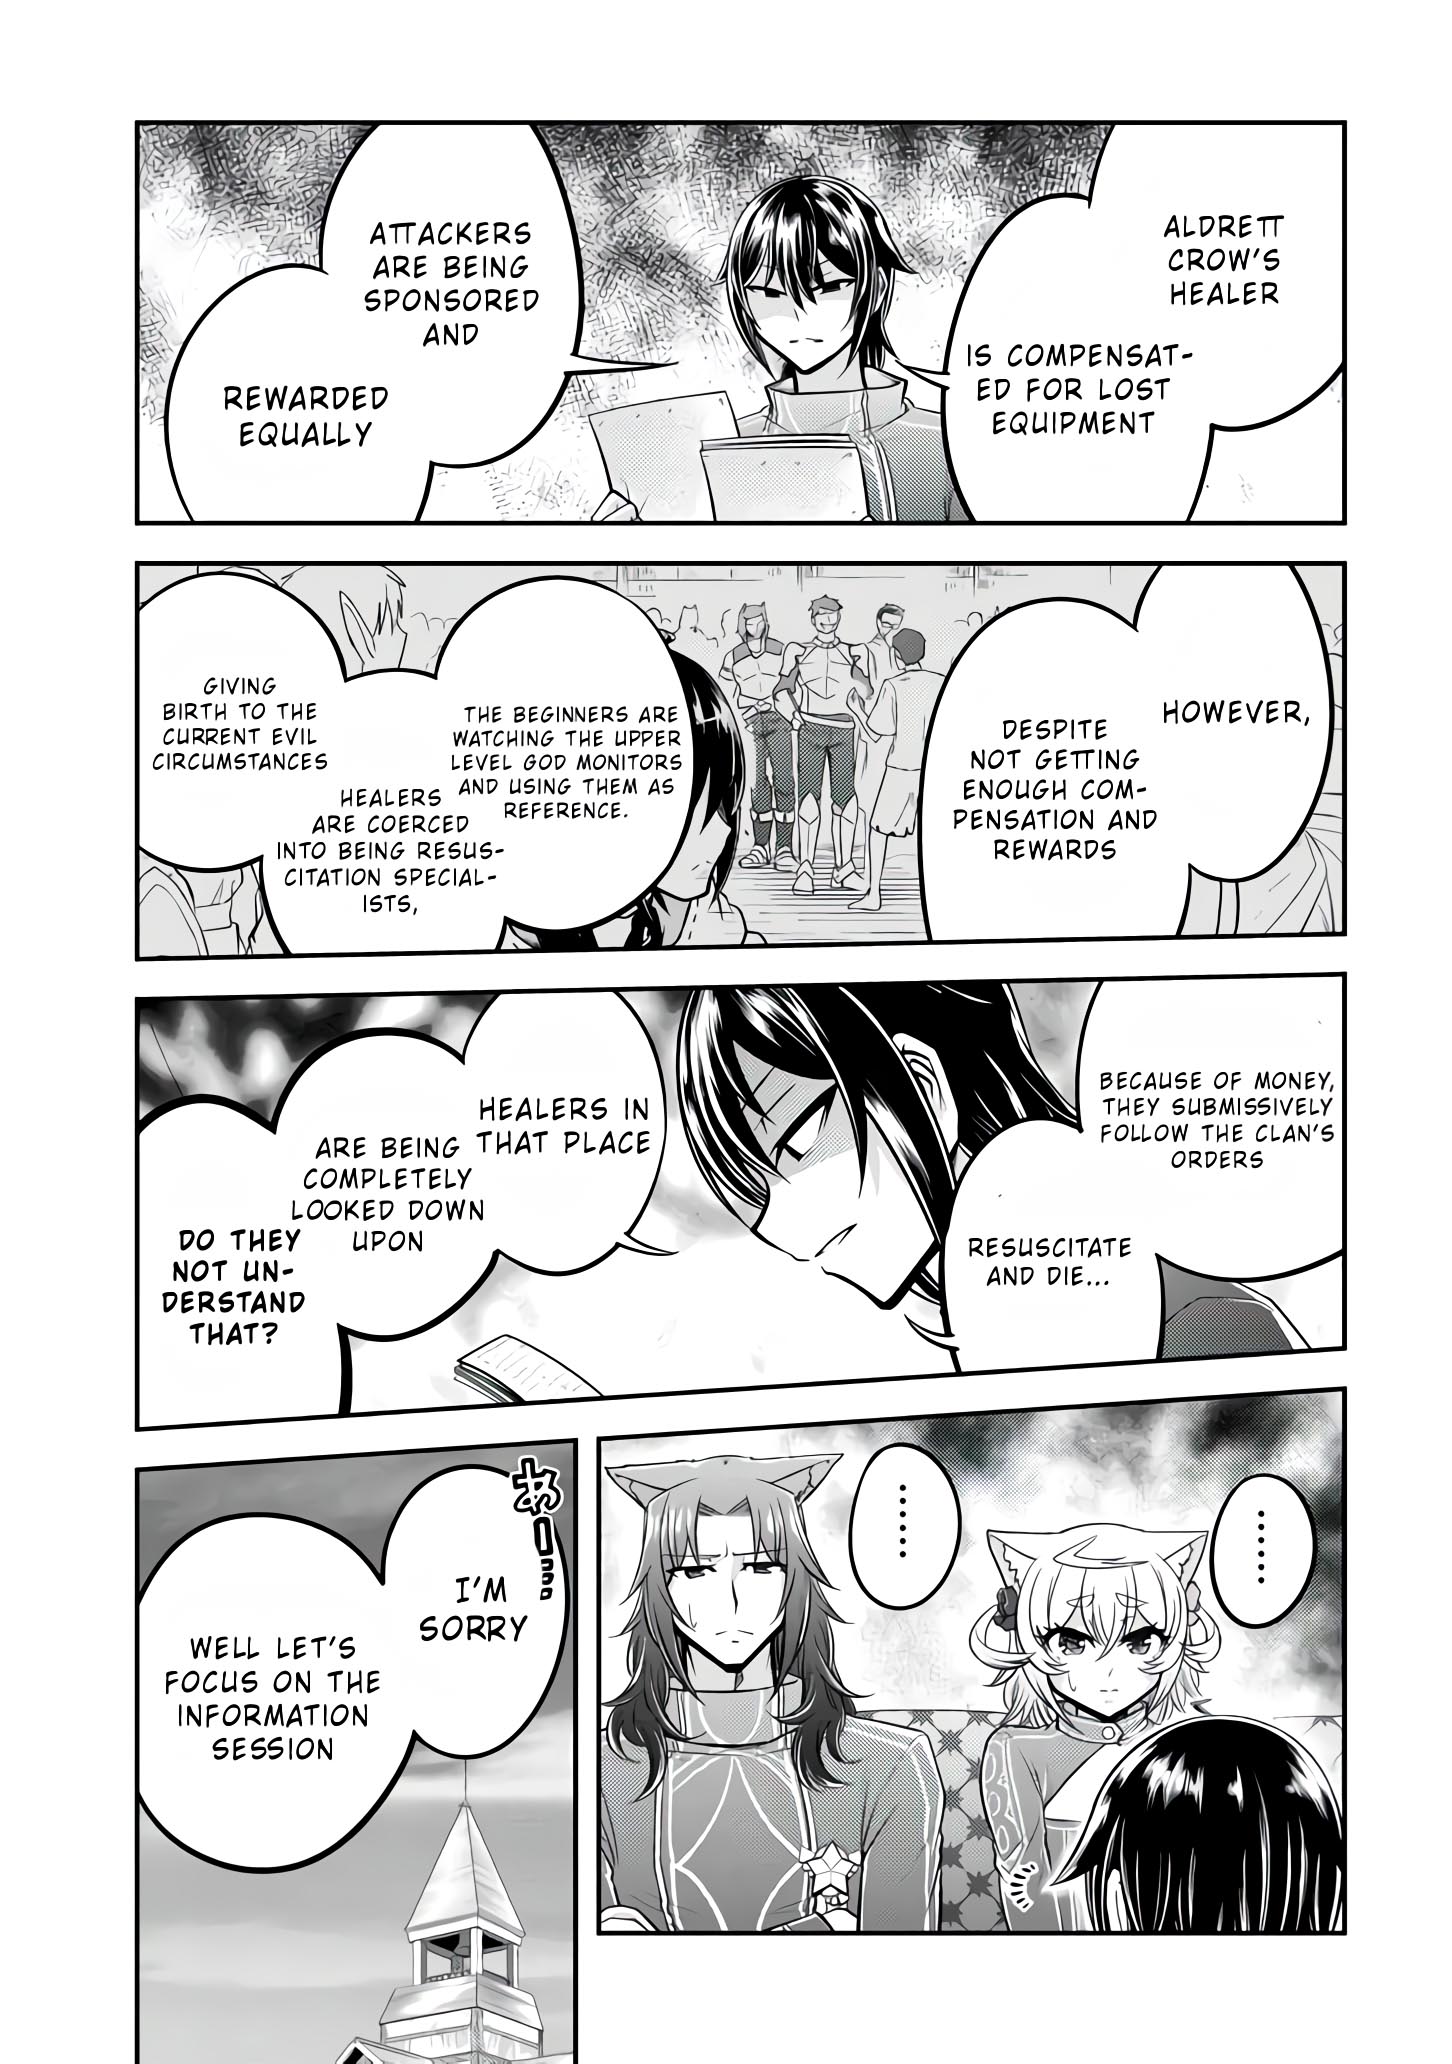 ALDRETT
CROW'S
HEALER
IS COMPENSAT-
ED FOR LOST
EQUIPMENT
ATTACKERS
ARE BEING
SPONSORED
AND
REWARDED
EQUALLY
HOWEVER,
DESPITE
NOT GETTING
ENOUGH COM-
PENSATION AND
REWARDS
THE BEGINNERS ARE
WATCHING THE UPPER
LEVEL GOD MONITORS
AND USING THEM AS
REFERENCE.
HEALERS
ARE COERCED
INTO BEING RESUS-
CITATION SPECIAL-
ISTS,
GIVING
BIRTH TO THE
CURRENT EVIL
CIRCUMSTANCES
BECAUSE OF MONEY,
THEY SUBMISSIVELY
FOLLOW THE CLAN'S
ORDERS
RESUSCITATE
AND DIE...
HEALERS IN
THAT PLACE
ARE BEING
COMPLETELY
LOOKED DOWN
UPON
DO THEY
NOT UN-
DERSTAND
THAT?
......
......
I'M
SORRY
WELL LET'S
FOCUS ON THE
INFORMATION
SESSION